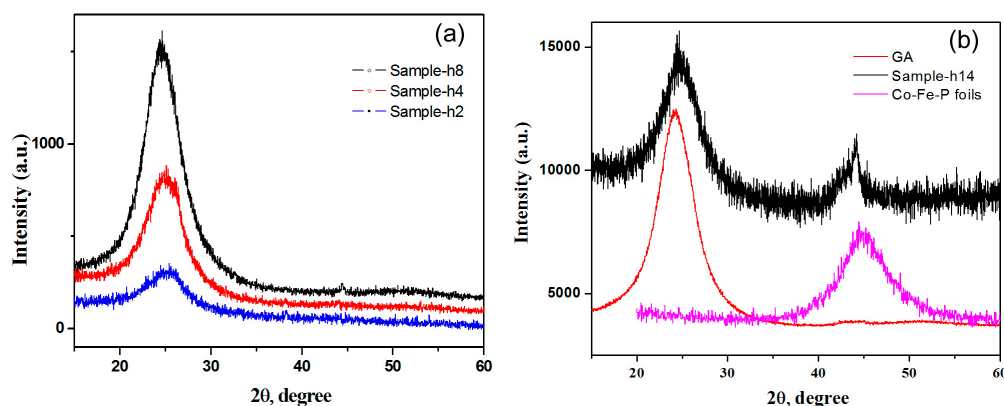 (a)
Sample-h8
Sample-h4
Sample-h2
1000
0
Intensity (a.u.)
20 30 40 50 60
2θ, degree
(b)
GA
Sample-h14
Co-Fe-P foils
15000
10000
5000
Intensity (a.u.)
20 30 40 50 60
2θ, degree